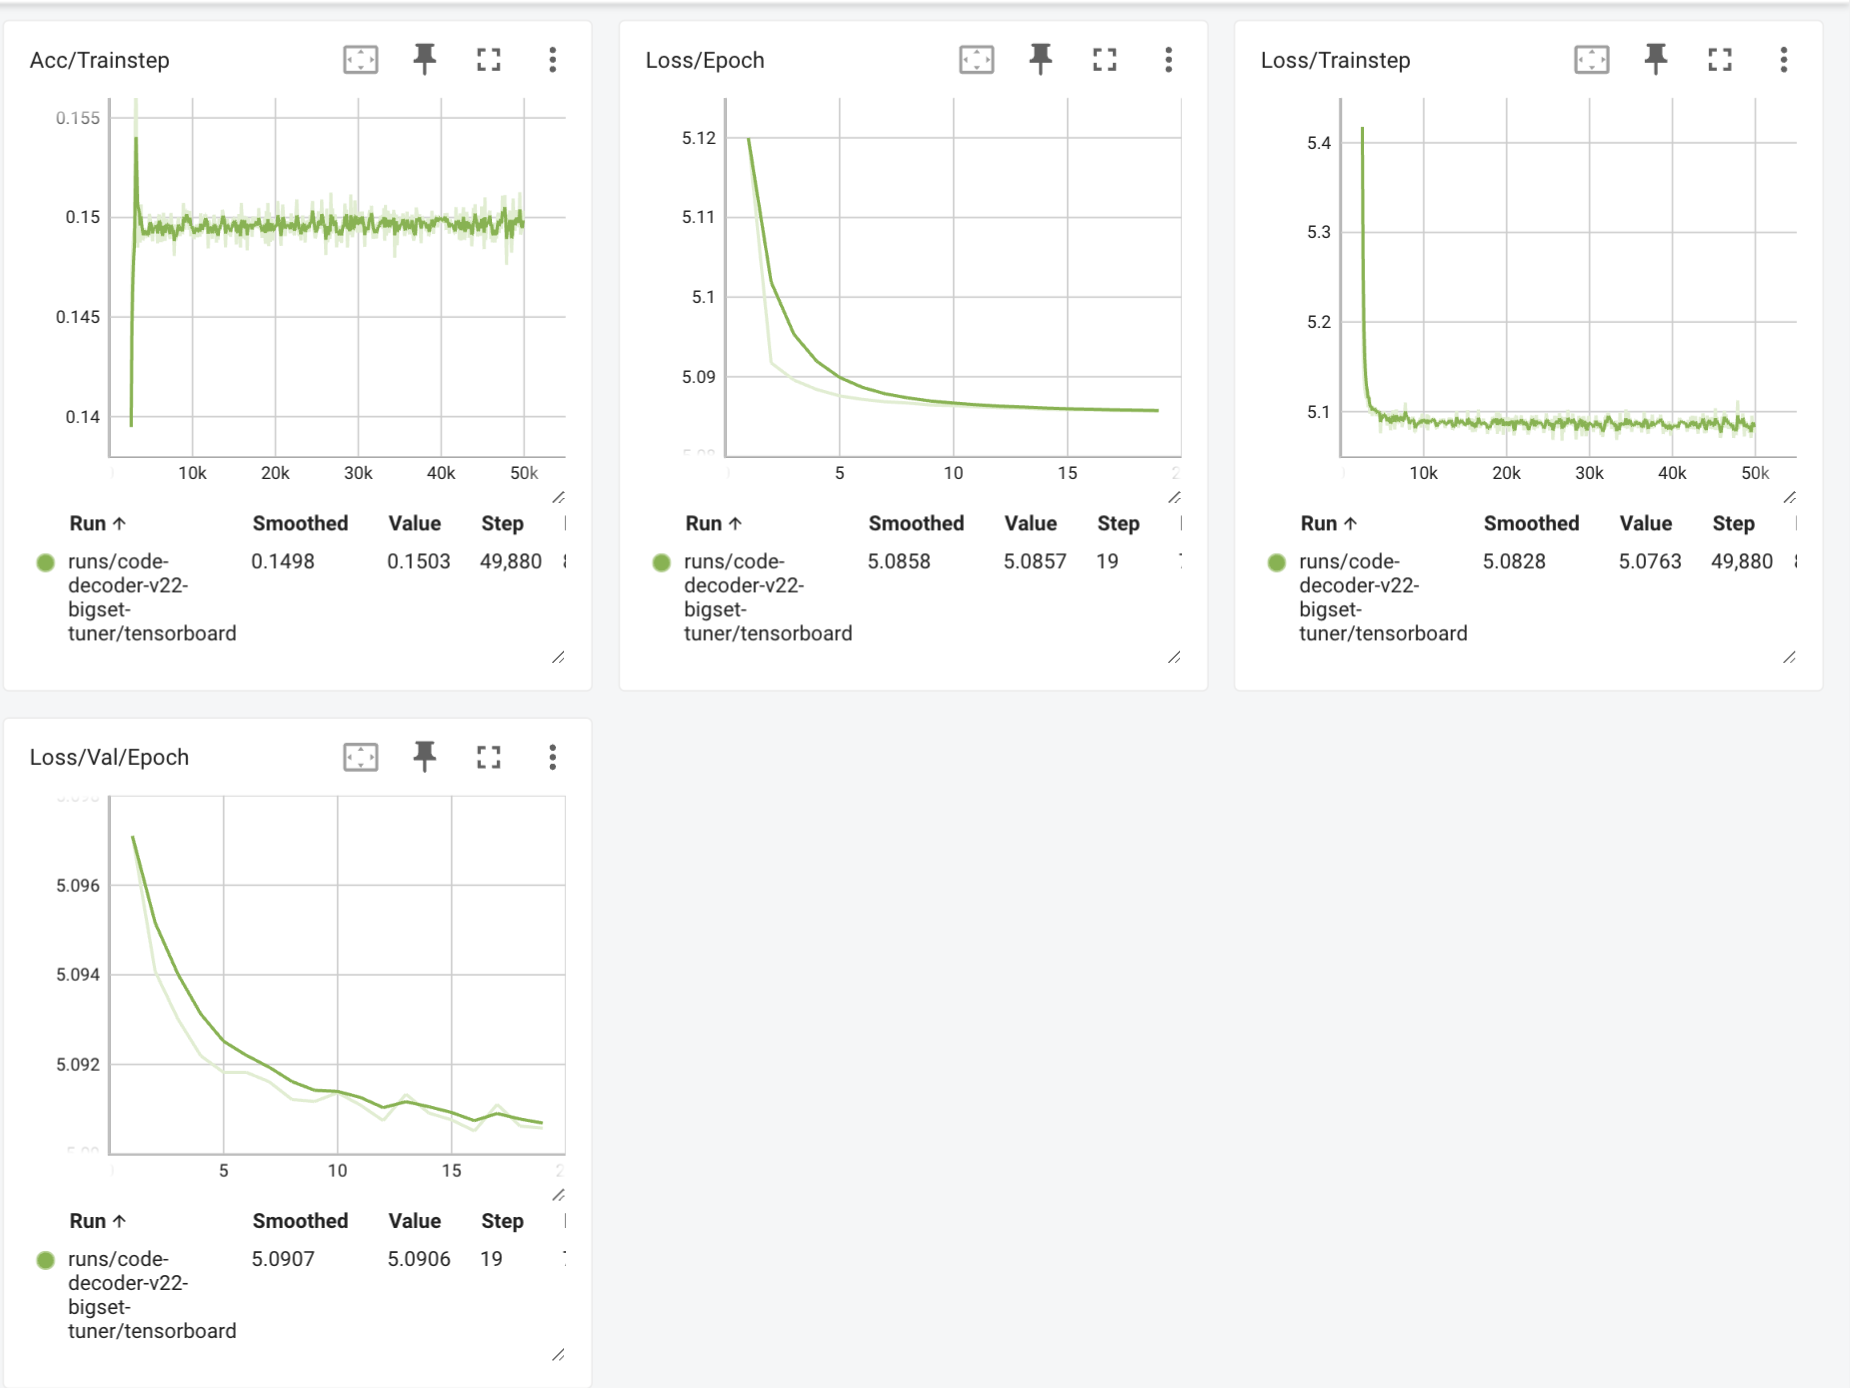 Acc/Trainstep
0.155
0.15
0.145
0.14
10k 20k 30k 40k 50k
Run ↑ Smoothed Value Step
runs/code- 0.1498 0.1503 49,880
decoder-v22-
bigset-
tuner/tensorboard
Loss/Epoch
5.12
5.11
5.1
5.09
5 10 15
Run ↑ Smoothed Value Step
runs/code- 5.0858 5.0857 19
decoder-v22-
bigset-
tuner/tensorboard
Loss/Trainstep
5.4
5.3
5.2
5.1
10k 20k 30k 40k 50k
Run ↑ Smoothed Value Step
runs/code- 5.0828 5.0763 49,880
decoder-v22-
bigset-
tuner/tensorboard
Loss/Val/Epoch
5.096
5.094
5.092
5 10 15
Run ↑ Smoothed Value Step
runs/code- 5.0907 5.0906 19
decoder-v22-
bigset-
tuner/tensorboard